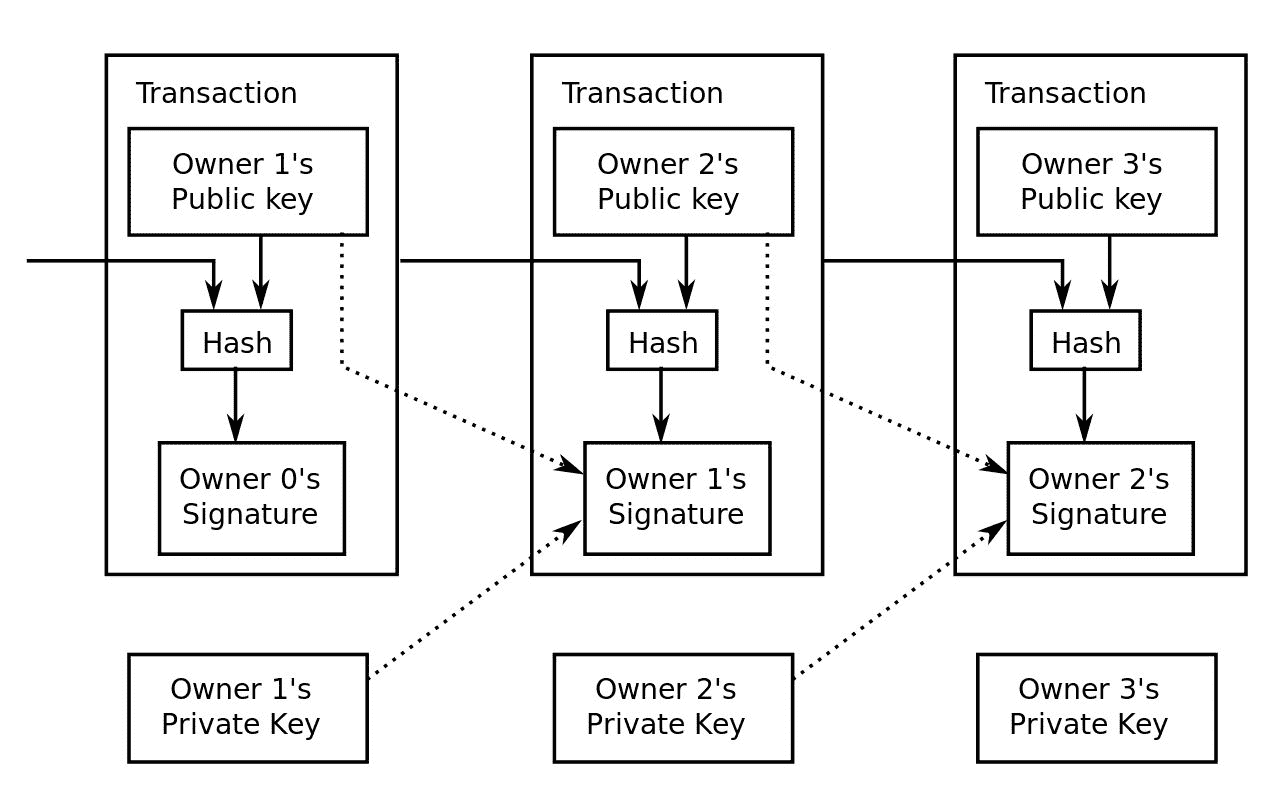 Transaction
Owner 1's
Public key
Hash
Owner 0's
Signature
Transaction
Owner 2's
Public key
Hash
Owner 1's
Signature
Transaction
Owner 3's
Public key
Hash
Owner 2's
Signature
Owner 1's
Private Key
Owner 2's
Private Key
Owner 3's
Private Key